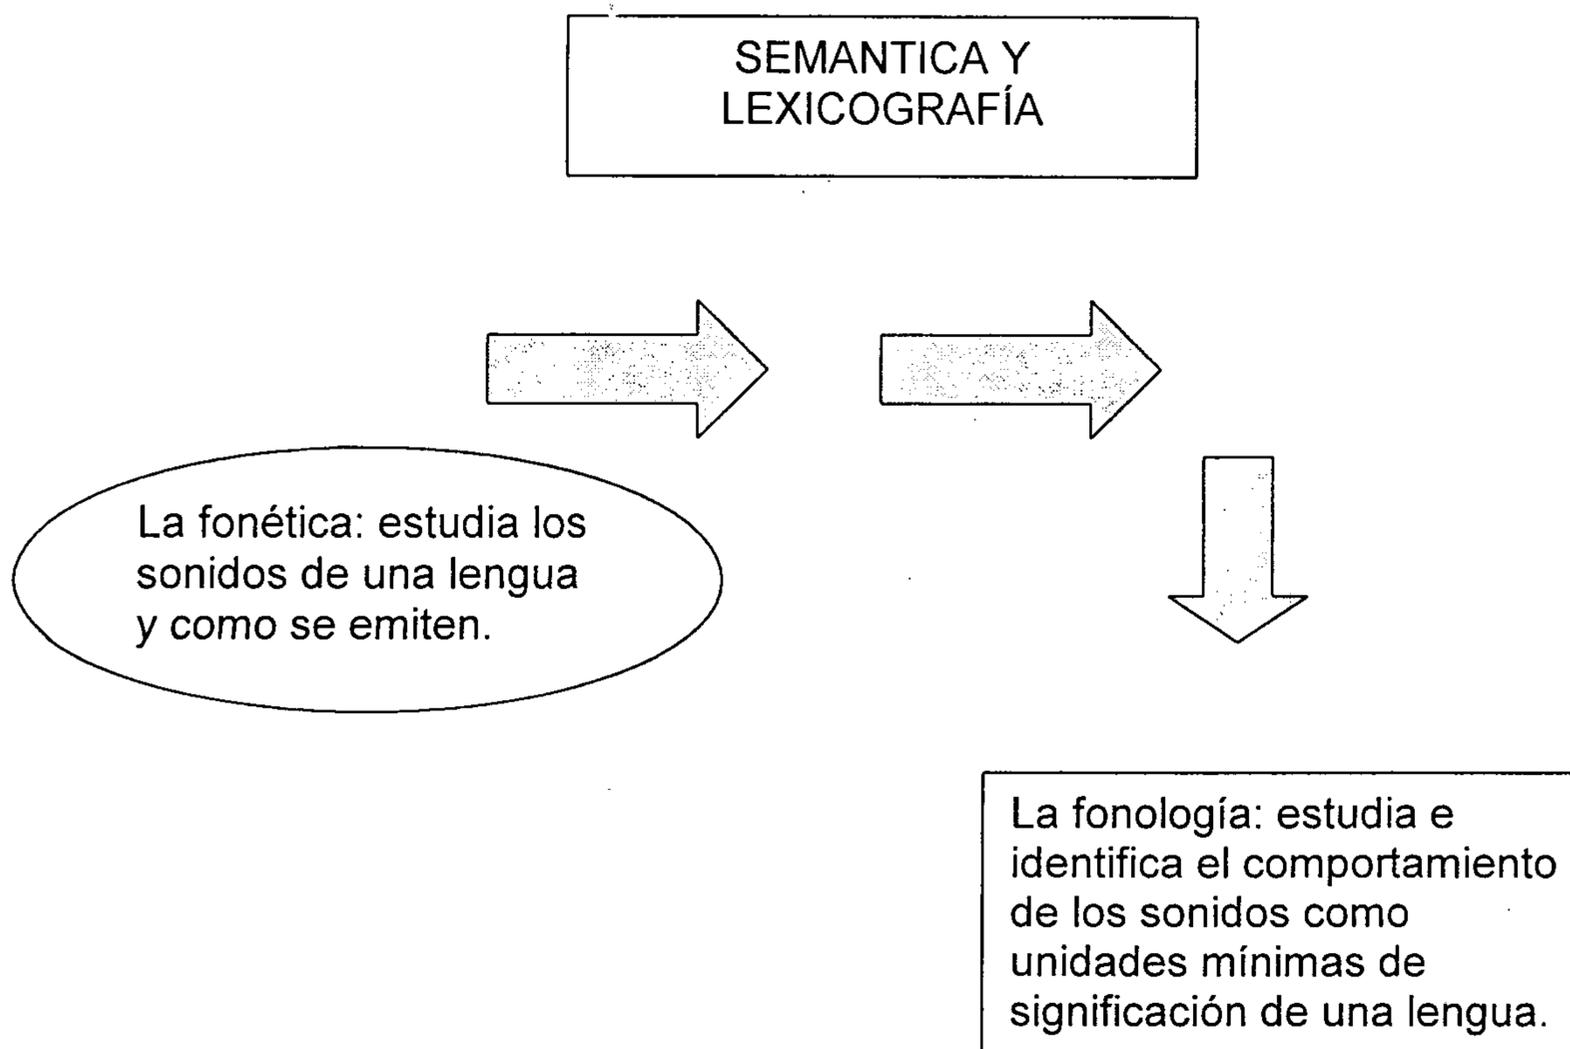 SEMANTICA Y
LEXICOGRAFÍA
La fonética: estudia los
sonidos de una lengua
y como se emiten.
La fonología: estudia e
identifica el comportamiento
de los sonidos como
unidades mínimas de
significación de una lengua.